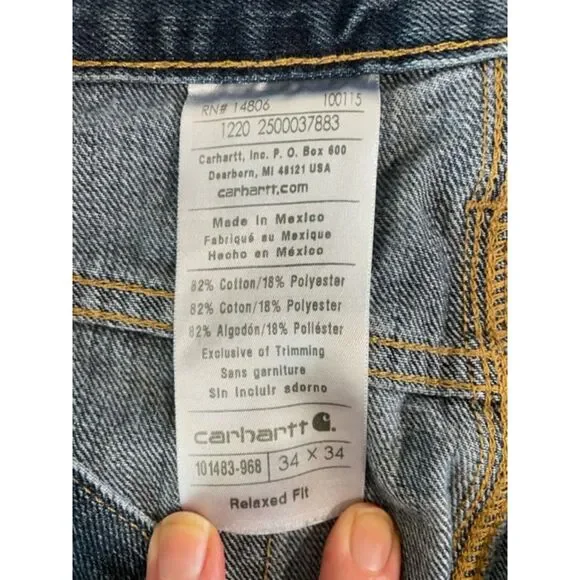 RN# 14806 100115
1220 2500037883
Carhartt, Inc. P. O. Box 600
Dearborn, MI 48121 USA
carhartt.com
Made in Mexico
Fabriqué au Mexique
Hecho en México
82% Cotton/18% Polyester
82% Coton/18% Polyester
82% Algodón/18% Poliéster
Exclusive of Trimming
Sans garniture
Sin incluir adorno
carhartt
101483-968 34 x 34
Relaxed Fit